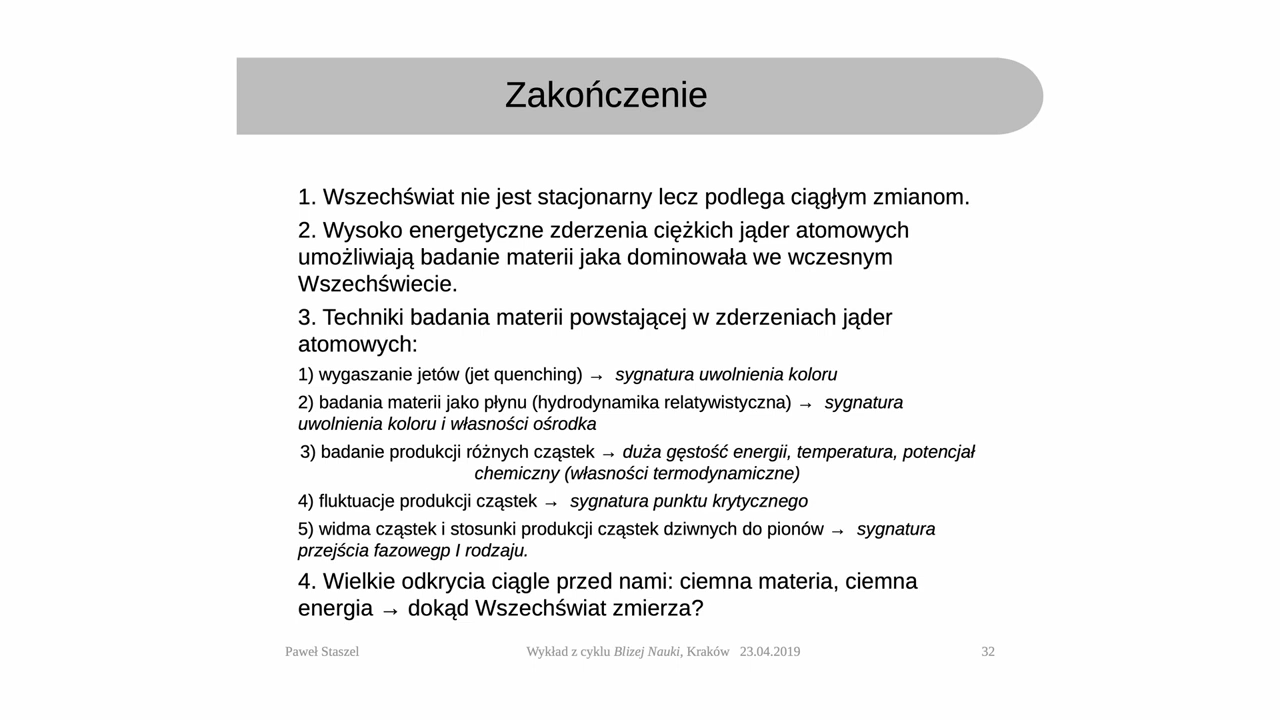 Zakończenie
1. Wszechświat nie jest stacjonarny lecz podlega ciągłym zmianom.
2. Wysoko energetyczne zderzenia ciężkich jąder atomowych
umożliwiają badanie materii jaka dominowała we wczesnym
Wszechświecie.
3. Techniki badania materii powstającej w zderzeniach jąder
atomowych:
1) wygaszanie jetów (jet quenching) → sygnatura uwolnienia koloru
2) badania materii jako płynu (hydrodynamika relatywistyczna) → sygnatura
uwolnienia koloru i własności ośrodka
3) badanie produkcji różnych cząstek → duża gęstość energii, temperatura, potencjał
chemiczny (własności termodynamiczne)
4) fluktuacje produkcji cząstek → sygnatura punktu krytycznego
5) widma cząstek i stosunki produkcji cząstek dziwnych do pionów → sygnatura
przejścia fazowegp I rodzaju.
4. Wielkie odkrycia ciągle przed nami: ciemna materia, ciemna
energia → dokąd Wszechświat zmierza?
Paweł Staszel Wykład z cyklu Blizej Nauki, Kraków 23.04.2019 32